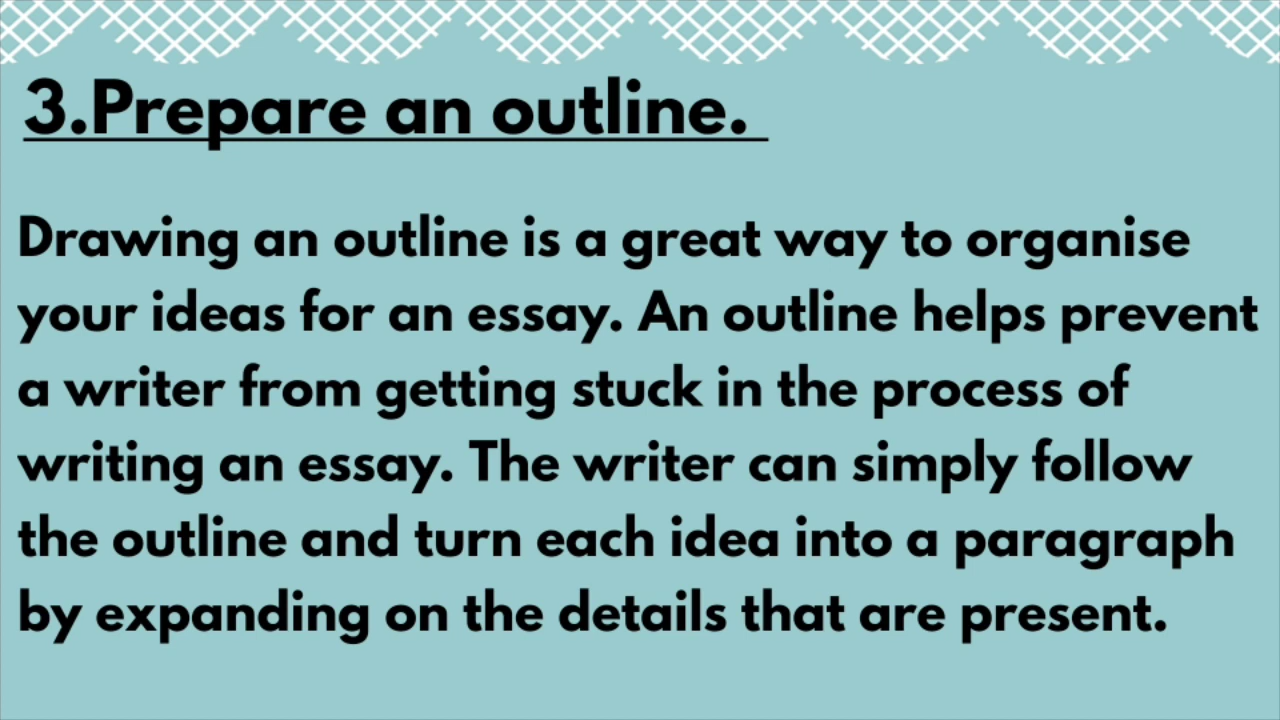 3.Prepare an outline.
Drawing an outline is a great way to organise
your ideas for an essay. An outline helps prevent
a writer from getting stuck in the process of
writing an essay. The writer can simply follow
the outline and turn each idea into a paragraph
by expanding on the details that are present.